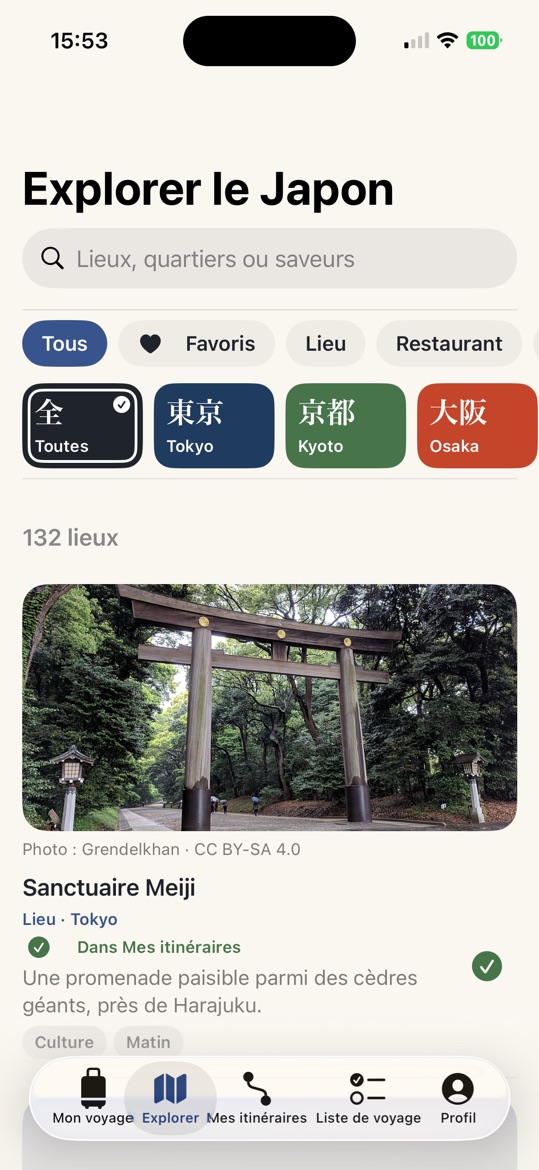 15:53
100
Explorer le Japon
Lieux, quartiers ou saveurs
Tous
Favoris
Lieu
Restaurant
全
Toutes
東京
Tokyo
京都
Kyoto
大阪
Osaka
132 lieux
Photo : Grendelkhan · CC BY-SA 4.0
Sanctuaire Meiji
Lieu · Tokyo
Dans Mes itinéraires
Une promenade paisible parmi des cèdres
géants, près de Harajuku.
Culture
Matin
Mon voyage
Explorer
Mes itinéraires
Liste de voyage
Profil